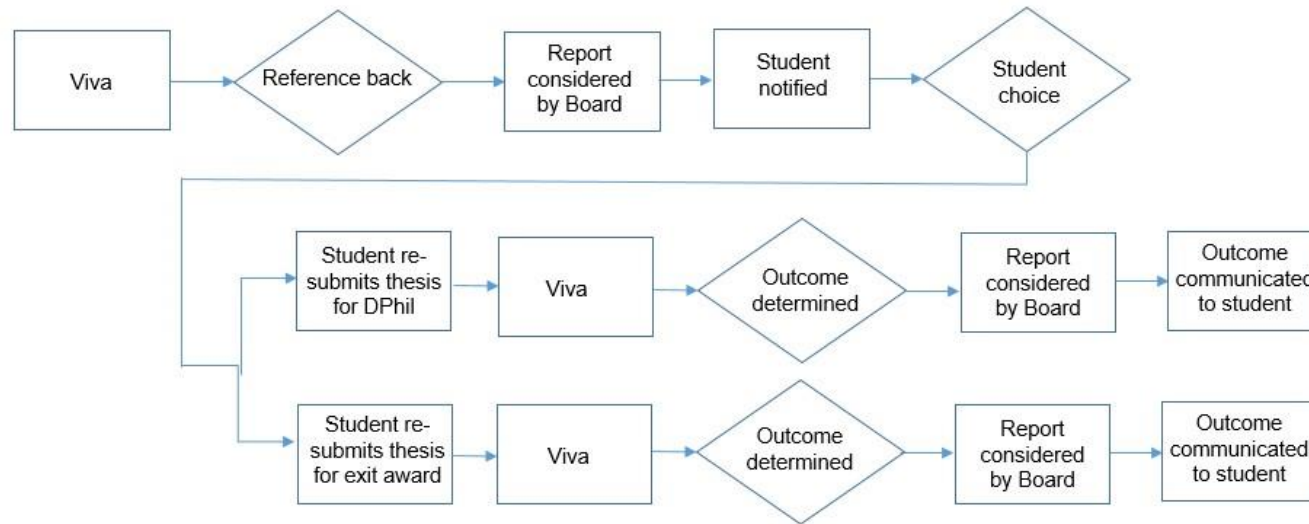 Viva
Reference back
Report
considered
by Board
Student
notified
Student
choice
Student re-
submits thesis
for DPhil
Viva
Outcome
determined
Report
considered
by Board
Outcome
communicated
to student
Student re-
submits thesis
for exit award
Viva
Outcome
determined
Report
considered
by Board
Outcome
communicated
to student